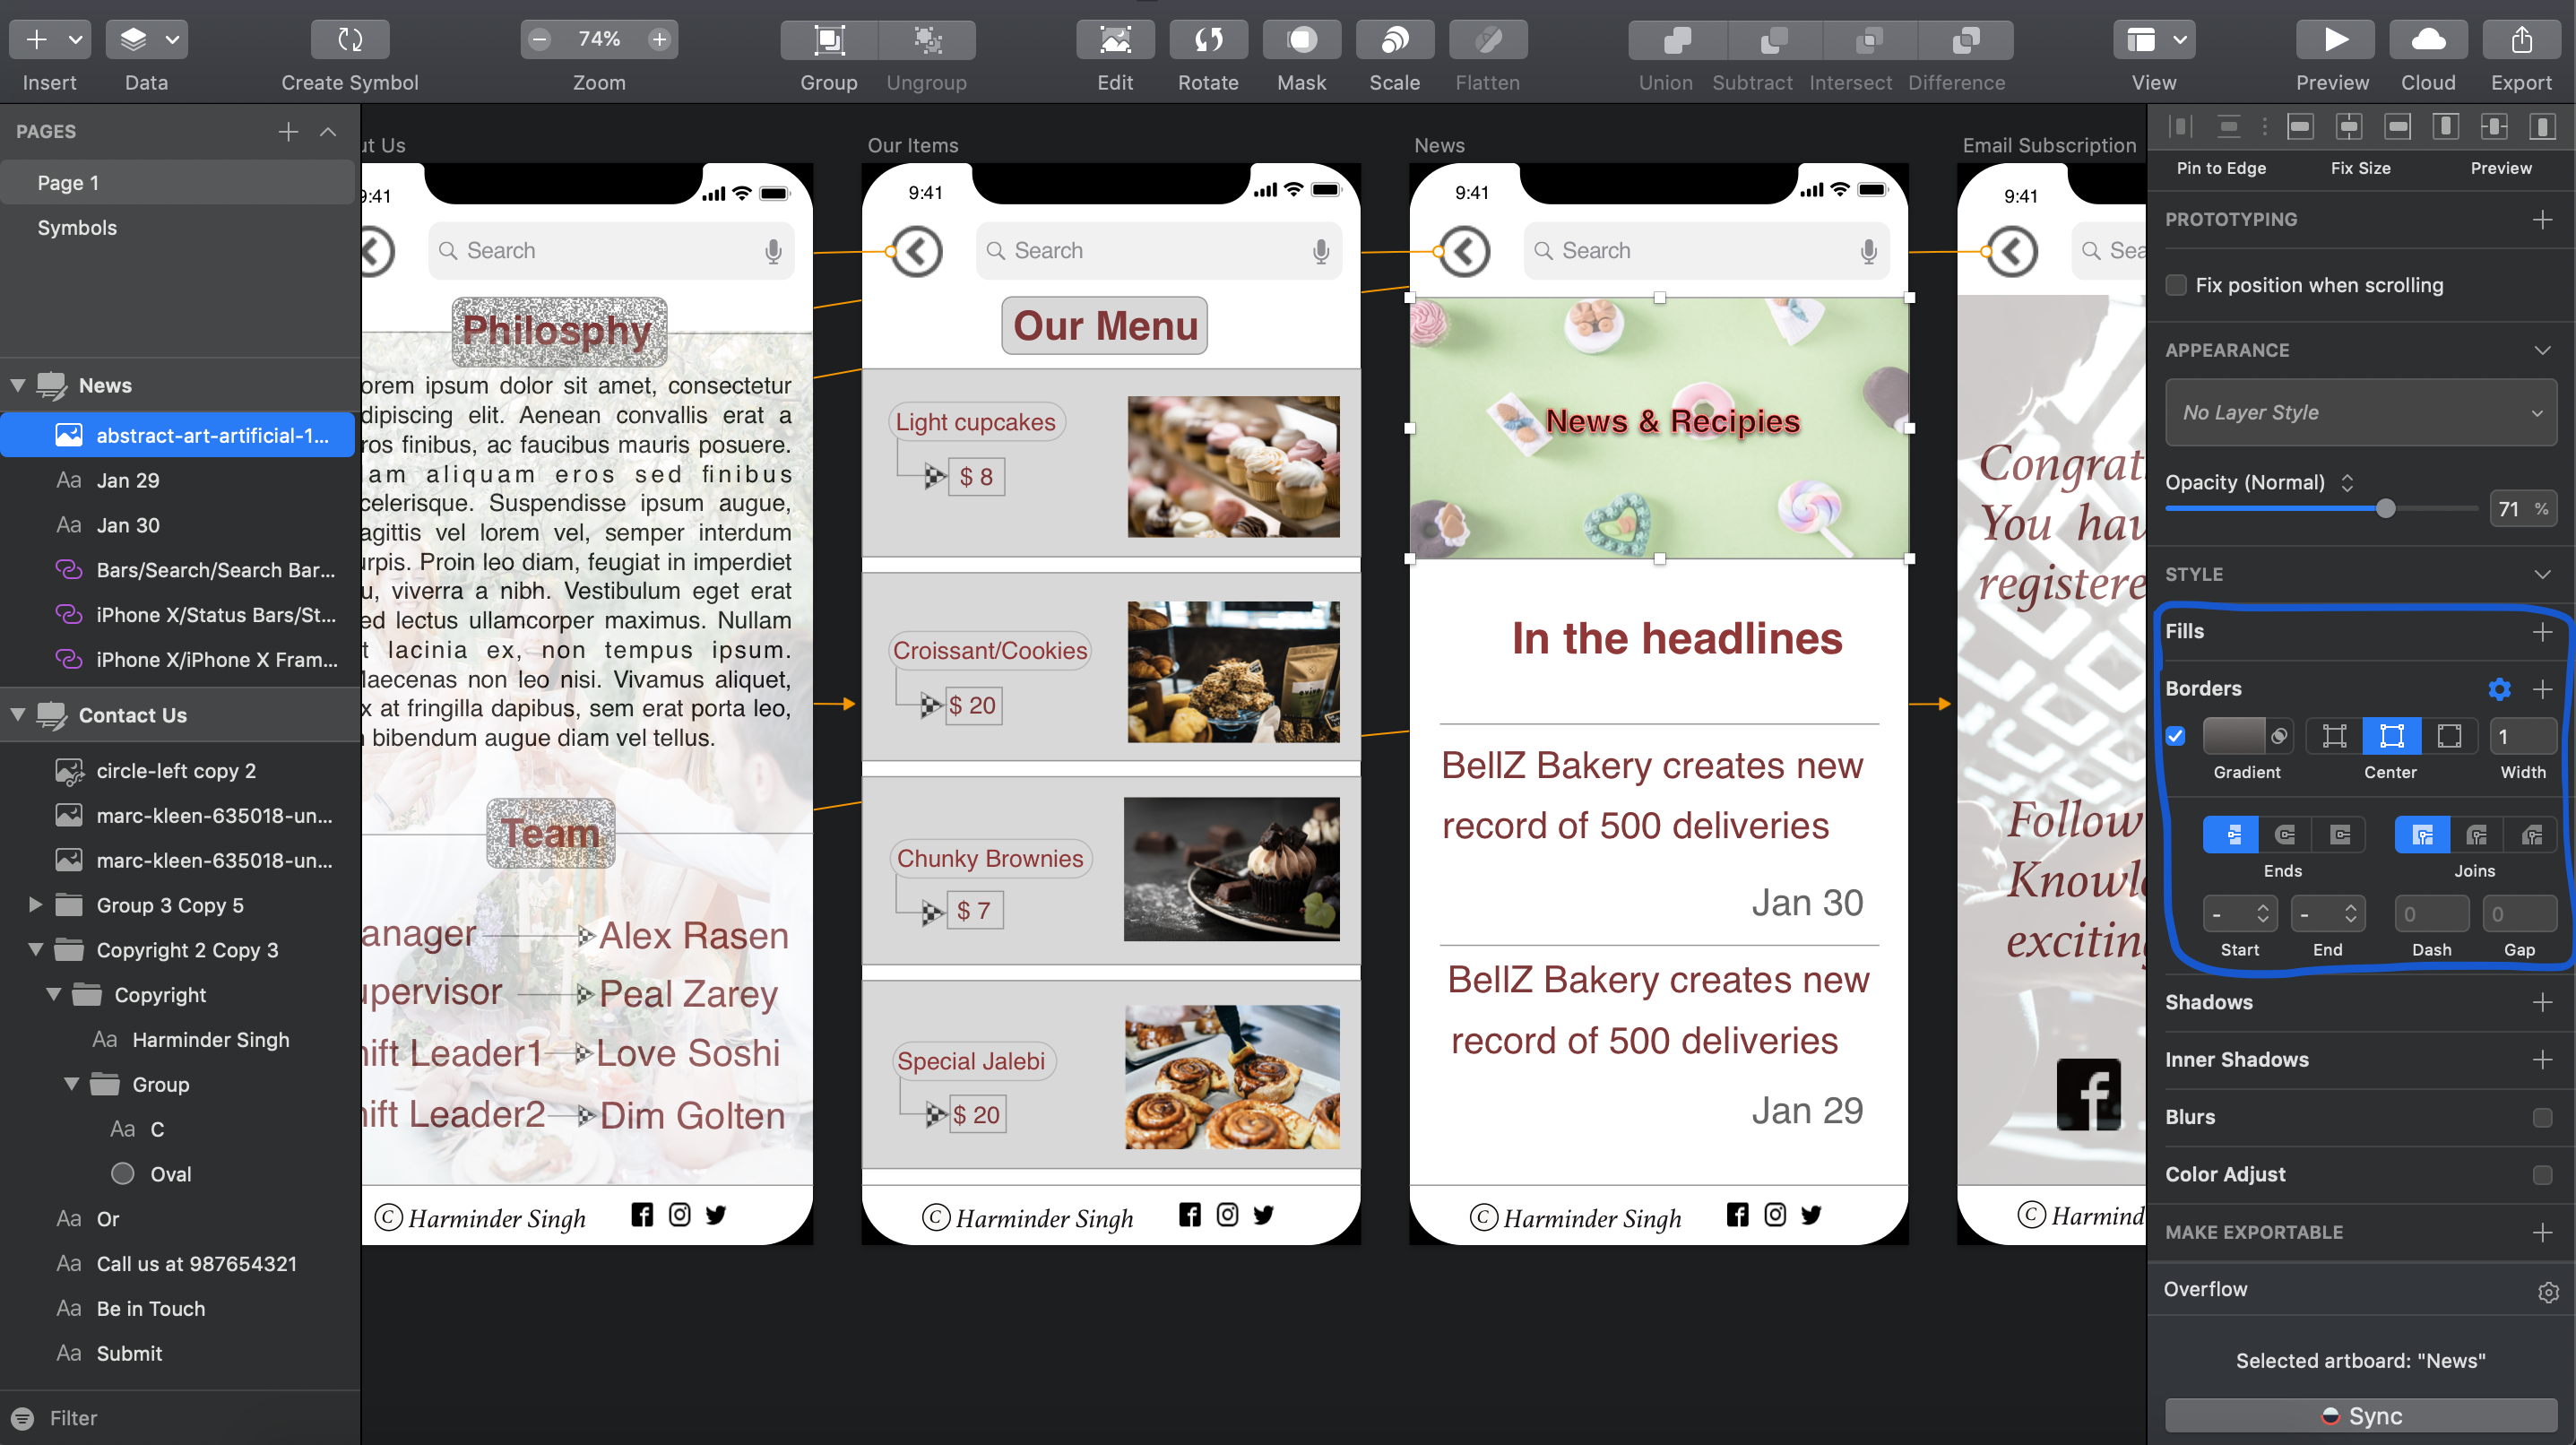 Insert
Data
Create Symbol
74%
Zoom
Group
Ungroup
Edit
Rotate
Mask
Scale
Flatten
Union
Subtract
Intersect
Difference
View
Preview
Cloud
Export
PAGES
Page 1
Symbols
News
abstract-art-artificial-1...
Aa Jan 29
Aa Jan 30
Bars/Search/Search Bar...
iPhone X/Status Bars/St...
iPhone X/iPhone X Fram...
Contact Us
circle-left copy 2
marc-kleen-635018-un...
marc-kleen-635018-un...
Group 3 Copy 5
Copyright 2 Copy 3
Copyright
Aa Harminder Singh
Group
Aa C
Oval
Aa Or
Aa Call us at 987654321
Aa Be in Touch
Aa Submit
Filter
ut Us
9:41
Search
Philosphy
orem ipsum dolor sit amet, consectetur
dipiscing elit. Aenean convallis erat a
ros finibus, ac faucibus mauris posuere.
am aliquam eros sed finibus
celerisque. Suspendisse ipsum augue,
agittis vel lorem vel, semper interdum
urpis. Proin leo diam, feugiat in imperdiet
u, viverra a nibh. Vestibulum eget erat
ed lectus ullamcorper maximus. Nullam
t lacinia ex, non tempus ipsum.
Maecenas non leo nisi. Vivamus aliquet,
x at fringilla dapibus, sem erat porta leo,
bibendum augue diam vel tellus.
Team
anager Alex Rasen
upervisor Peal Zarey
hift Leader1 Love Soshi
hift Leader2 Dim Golten
© Harminder Singh
Our Items
9:41
Search
Our Menu
Light cupcakes
$ 8
Croissant/Cookies
$ 20
Chunky Brownies
$ 7
Special Jalebi
$ 20
© Harminder Singh
News
9:41
Search
News & Recipies
In the headlines
BellZ Bakery creates new
record of 500 deliveries
Jan 30
BellZ Bakery creates new
record of 500 deliveries
Jan 29
© Harminder Singh
Email Subscription
9:41
Sea
Congrat
You hav
registere
Follow
Knowl
exciting
© Harmind
Pin to Edge
Fix Size
Preview
PROTOTYPING
Fix position when scrolling
APPEARANCE
No Layer Style
Opacity (Normal)
71 %
STYLE
Fills
Borders
1
Gradient
Center
Width
Ends
Joins
- - 0 0
Start
End
Dash
Gap
Shadows
Inner Shadows
Blurs
Color Adjust
MAKE EXPORTABLE
Overflow
Selected artboard: "News"
Sync